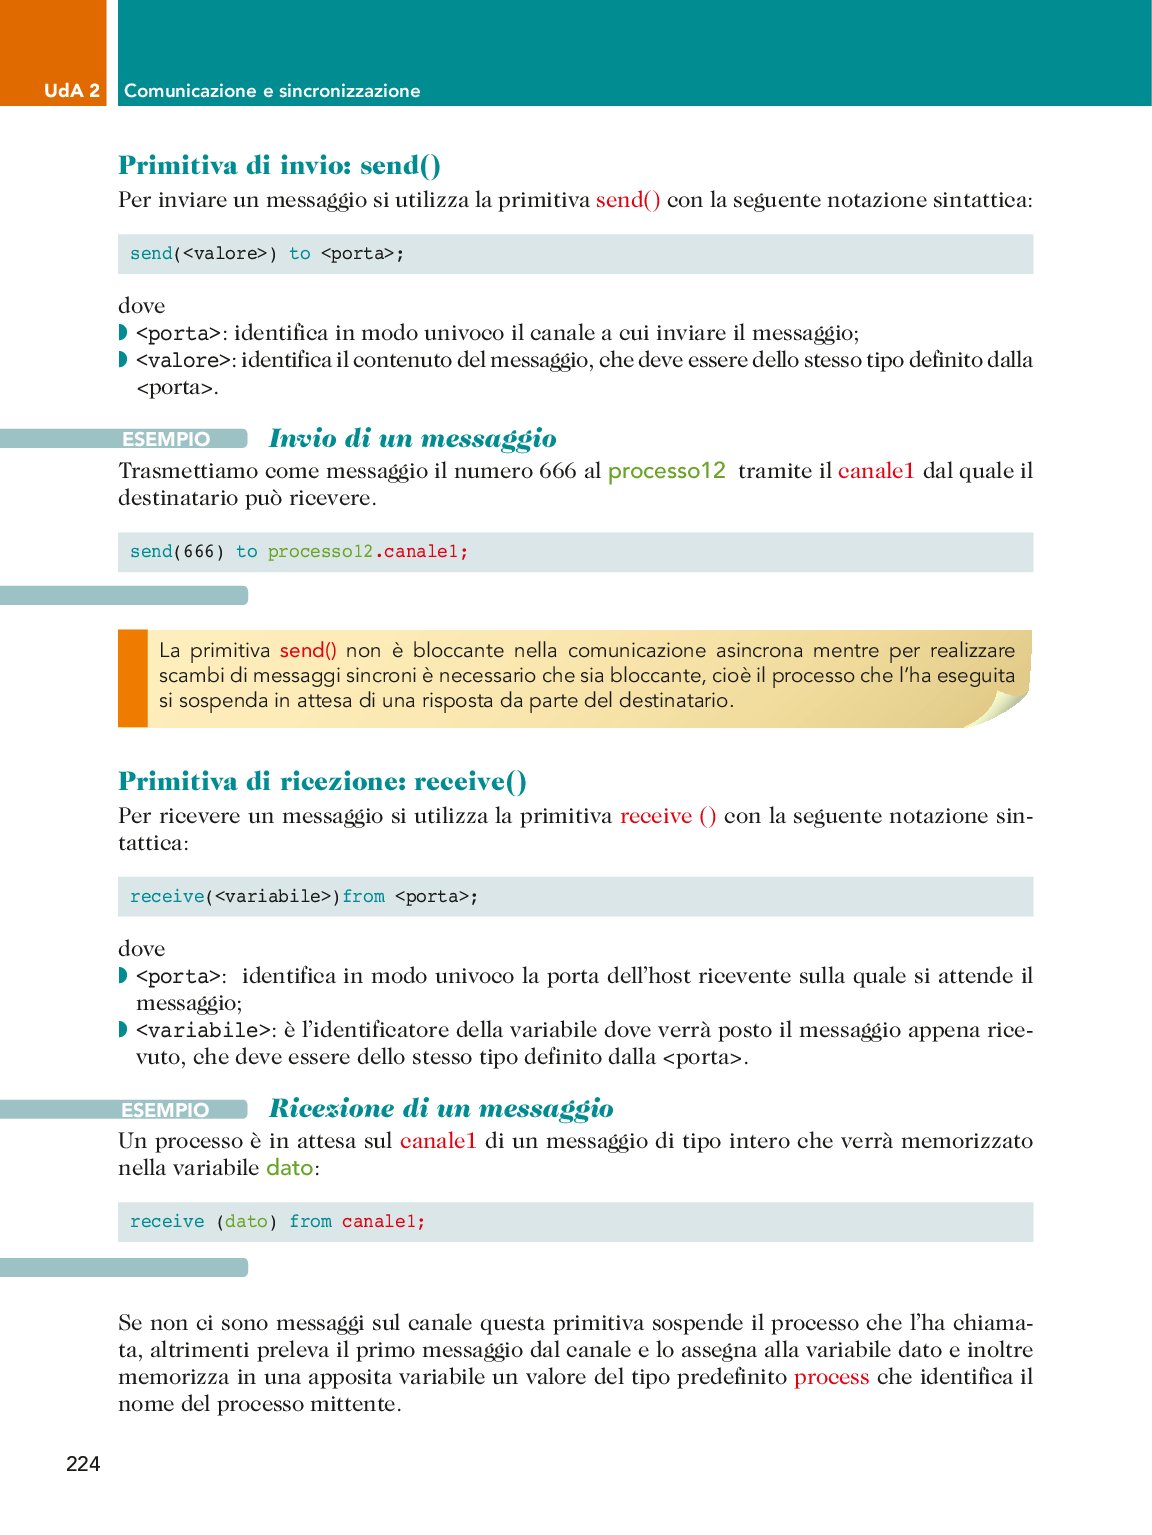 UdA 2 Comunicazione e sincronizzazione
Primitiva di invio: send()
Per inviare un messaggio si utilizza la primitiva send() con la seguente notazione sintattica:
send(<valore>) to <porta>;
dove
<porta>: identifica in modo univoco il canale a cui inviare il messaggio;
<valore>: identifica il contenuto del messaggio, che deve essere dello stesso tipo definito dalla
<porta>.
ESEMPIO Invio di un messaggio
Trasmettiamo come messaggio il numero 666 al processo12 tramite il canale1 dal quale il
destinatario può ricevere.
send(666) to processo12.canale1;
La primitiva send() non è bloccante nella comunicazione asincrona mentre per realizzare
scambi di messaggi sincroni è necessario che sia bloccante, cioè il processo che l’ha eseguita
si sospenda in attesa di una risposta da parte del destinatario.
Primitiva di ricezione: receive()
Per ricevere un messaggio si utilizza la primitiva receive () con la seguente notazione sin-
tattica:
receive(<variabile>)from <porta>;
dove
<porta>: identifica in modo univoco la porta dell’host ricevente sulla quale si attende il
messaggio;
<variabile>: è l’identificatore della variabile dove verrà posto il messaggio appena rice-
vuto, che deve essere dello stesso tipo definito dalla <porta>.
ESEMPIO Ricezione di un messaggio
Un processo è in attesa sul canale1 di un messaggio di tipo intero che verrà memorizzato
nella variabile dato:
receive (dato) from canale1;
Se non ci sono messaggi sul canale questa primitiva sospende il processo che l’ha chiama-
ta, altrimenti preleva il primo messaggio dal canale e lo assegna alla variabile dato e inoltre
memorizza in una apposita variabile un valore del tipo predefinito process che identifica il
nome del processo mittente.
224